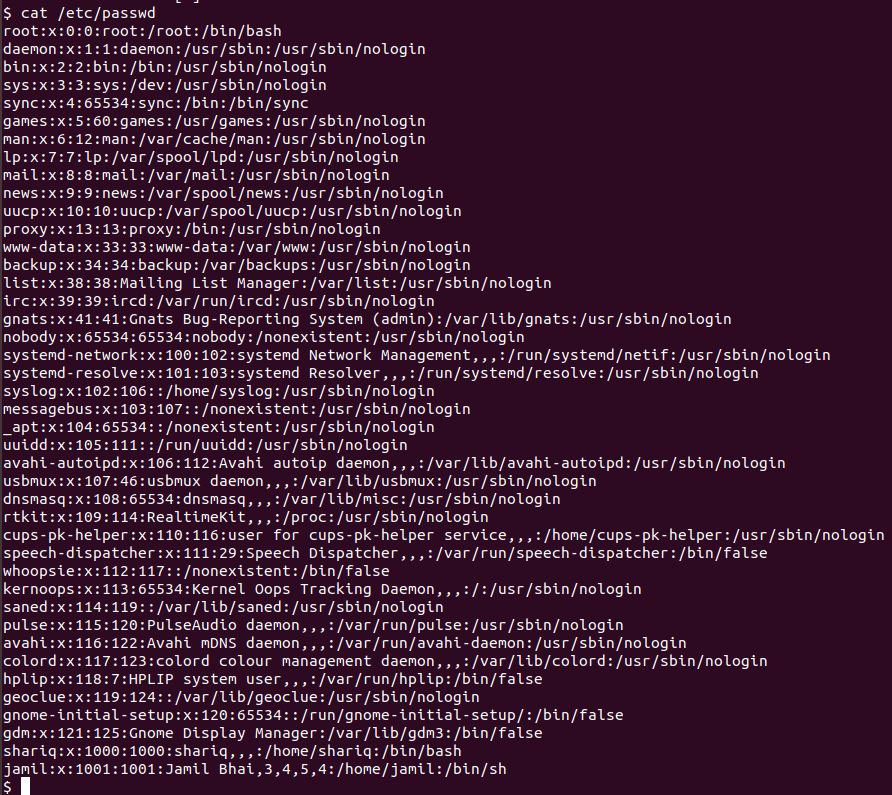 $ cat /etc/passwd
root:x:0:0:root:/root:/bin/bash
daemon:x:1:1:daemon:/usr/sbin:/usr/sbin/nologin
bin:x:2:2:bin:/bin:/usr/sbin/nologin
sys:x:3:3:sys:/dev:/usr/sbin/nologin
sync:x:4:65534:sync:/bin:/bin/sync
games:x:5:60:games:/usr/games:/usr/sbin/nologin
man:x:6:12:man:/var/cache/man:/usr/sbin/nologin
lp:x:7:7:lp:/var/spool/lpd:/usr/sbin/nologin
mail:x:8:8:mail:/var/mail:/usr/sbin/nologin
news:x:9:9:news:/var/spool/news:/usr/sbin/nologin
uucp:x:10:10:uucp:/var/spool/uucp:/usr/sbin/nologin
proxy:x:13:13:proxy:/bin:/usr/sbin/nologin
www-data:x:33:33:www-data:/var/www:/usr/sbin/nologin
backup:x:34:34:backup:/var/backups:/usr/sbin/nologin
list:x:38:38:Mailing List Manager:/var/list:/usr/sbin/nologin
irc:x:39:39:ircd:/var/run/ircd:/usr/sbin/nologin
gnats:x:41:41:Gnats Bug-Reporting System (admin):/var/lib/gnats:/usr/sbin/nologin
nobody:x:65534:65534:nobody:/nonexistent:/usr/sbin/nologin
systemd-network:x:100:102:systemd Network Management,,,:/run/systemd/netif:/usr/sbin/nologin
systemd-resolve:x:101:103:systemd Resolver,,,:/run/systemd/resolve:/usr/sbin/nologin
syslog:x:102:106::/home/syslog:/usr/sbin/nologin
messagebus:x:103:107::/nonexistent:/usr/sbin/nologin
_apt:x:104:65534::/nonexistent:/usr/sbin/nologin
uuidd:x:105:111::/run/uuidd:/usr/sbin/nologin
avahi-autoipd:x:106:112:Avahi autoip daemon,,,:/var/lib/avahi-autoipd:/usr/sbin/nologin
usbmux:x:107:46:usbmux daemon,,,:/var/lib/usbmux:/usr/sbin/nologin
dnsmasq:x:108:65534:dnsmasq,,,:/var/lib/misc:/usr/sbin/nologin
rtkit:x:109:114:RealtimeKit,,,:/proc:/usr/sbin/nologin
cups-pk-helper:x:110:116:user for cups-pk-helper service,,,:/home/cups-pk-helper:/usr/sbin/nologin
speech-dispatcher:x:111:29:Speech Dispatcher,,,:/var/run/speech-dispatcher:/bin/false
whoopsie:x:112:117::/nonexistent:/bin/false
kernoops:x:113:65534:Kernel Oops Tracking Daemon,,,:/:/usr/sbin/nologin
saned:x:114:119::/var/lib/saned:/usr/sbin/nologin
pulse:x:115:120:PulseAudio daemon,,,:/var/run/pulse:/usr/sbin/nologin
avahi:x:116:122:Avahi mDNS daemon,,,:/var/run/avahi-daemon:/usr/sbin/nologin
colord:x:117:123:colord colour management daemon,,,:/var/lib/colord:/usr/sbin/nologin
hplip:x:118:7:HPLIP system user,,,:/var/run/hplip:/bin/false
geoclue:x:119:124::/var/lib/geoclue:/usr/sbin/nologin
gnome-initial-setup:x:120:65534::/run/gnome-initial-setup/:/bin/false
gdm:x:121:125:Gnome Display Manager:/var/lib/gdm3:/bin/false
shariq:x:1000:1000:shariq,,,:/home/shariq:/bin/bash
jamil:x:1001:1001:Jamil Bhai,3,4,5,4:/home/jamil:/bin/sh
$